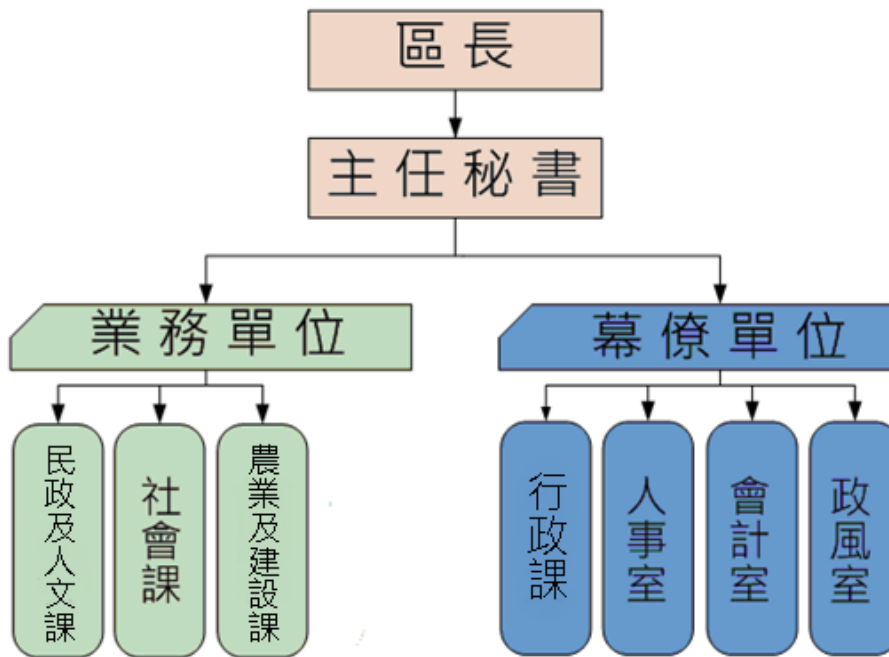 區長
主任秘書
業務單位
幕僚單位
民政及人文課
社會課
農業及建設課
行政課
人事室
會計室
政風室